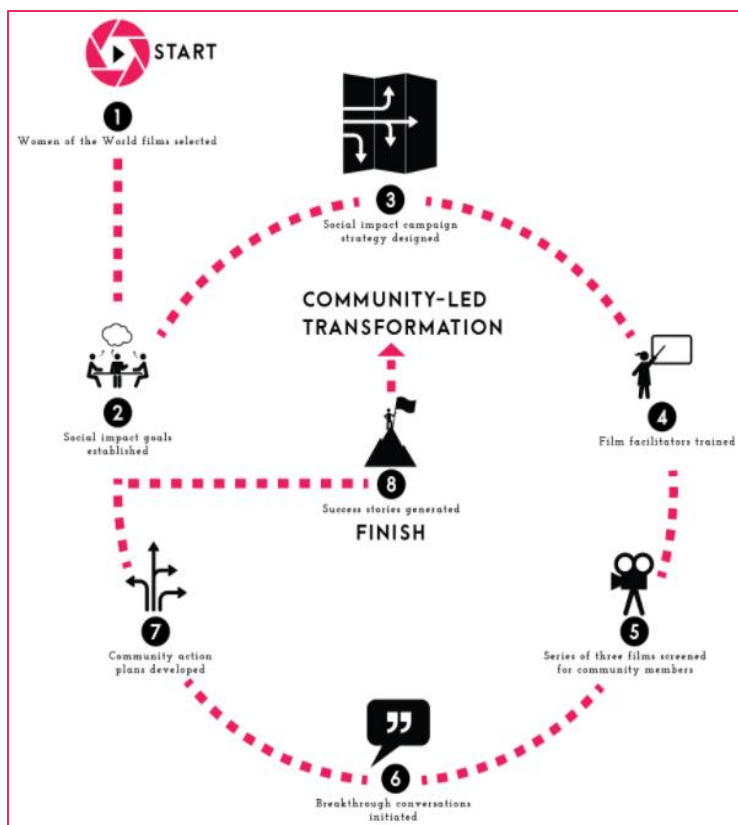 START
1
Women of the World films selected
2
Social impact goals
established
3
Social impact campaign
strategy designed
4
Film facilitators trained
5
Series of three films screened
for community members
6
Breakthrough conversations
initiated
7
Community action
plans developed
8
Success stories generated
FINISH
COMMUNITY-LED
TRANSFORMATION